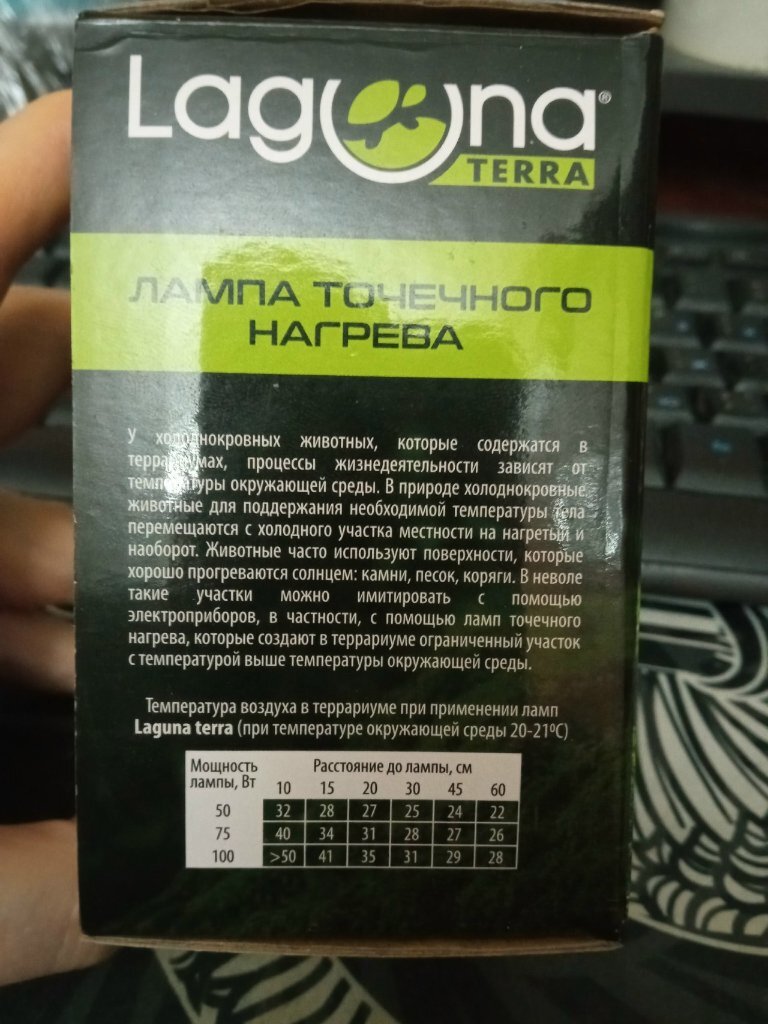 Laguna®
TERRA
ЛАМПА ТОЧЕЧНОГО
НАГРЕВА
У холоднокровных животных, которые содержатся в
террариумах, процессы жизнедеятельности зависят от
температуры окружающей среды. В природе холоднокровные
животные для поддержания необходимой температуры тела
перемещаются с холодного участка местности на нагретый и
наоборот. Животные часто используют поверхности, которые
хорошо прогреваются солнцем: камни, песок, коряги. В неволе
такие участки можно имитировать с помощью
электроприборов, в частности, с помощью ламп точечного
нагрева, которые создают в террариуме ограниченный участок
с температурой выше температуры окружающей среды.
Температура воздуха в террариуме при применении ламп
Laguna terra (при температуре окружающей среды 20-21ºС)
Мощность Расстояние до лампы, см
лампы, Вт 10 15 20 30 45 60
50 32 28 27 25 24 22
75 40 34 31 28 27 26
100 >50 41 35 31 29 28